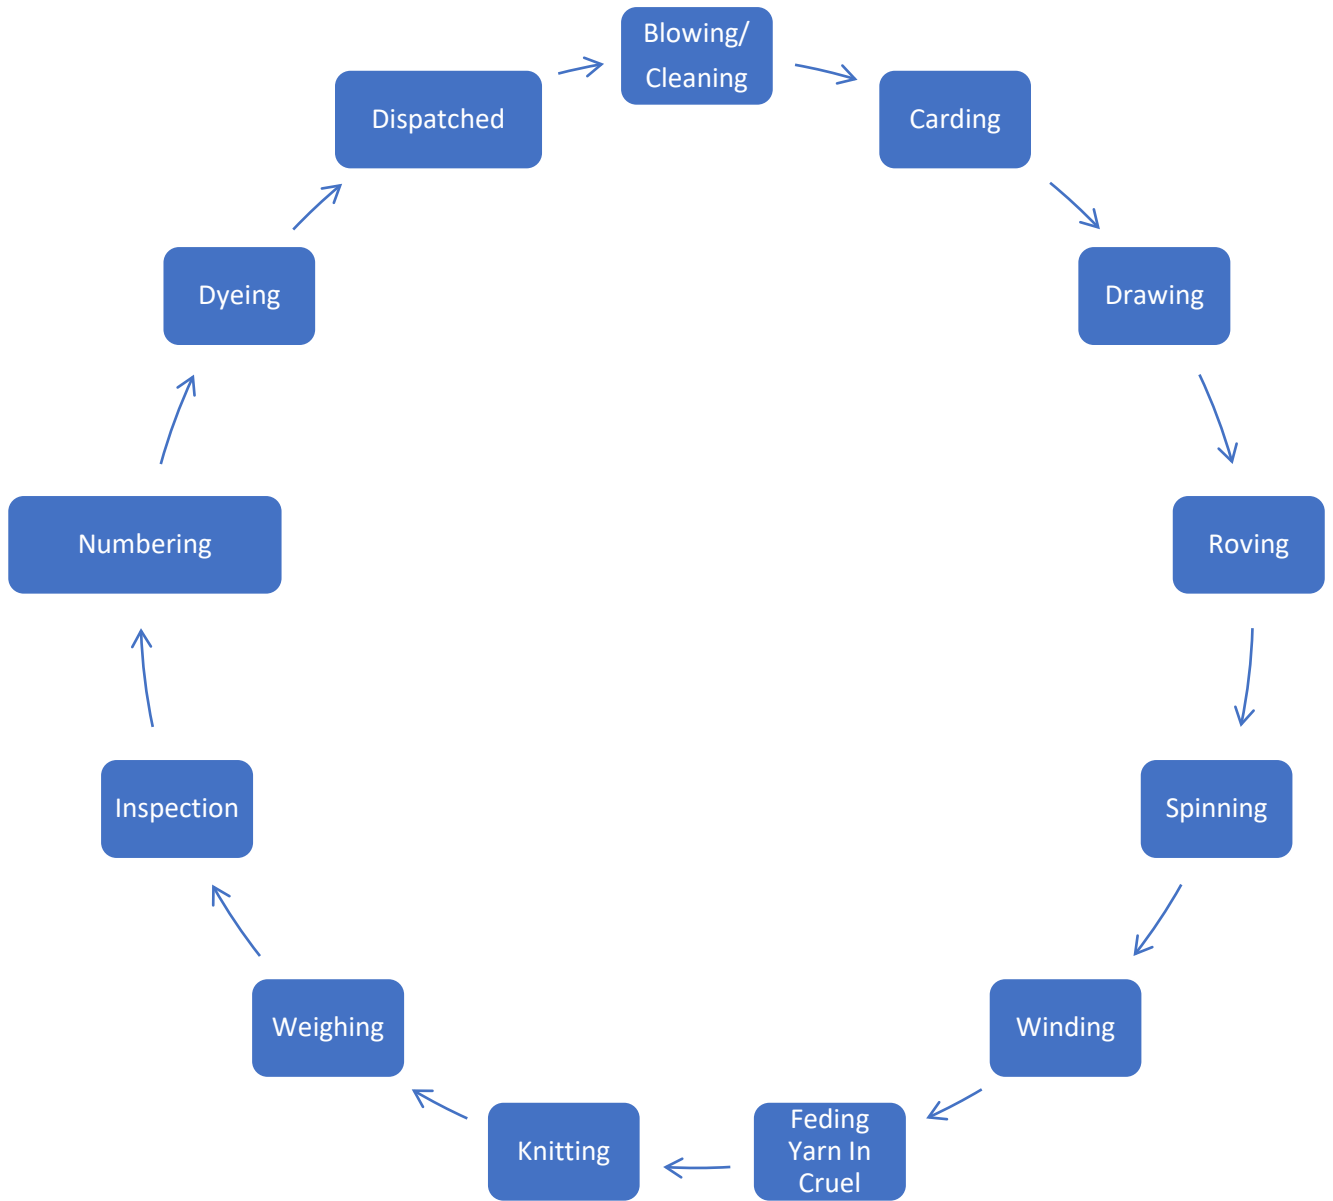 Blowing/
Cleaning
Carding
Drawing
Roving
Spinning
Winding
Feding
Yarn In
Cruel
Knitting
Weighing
Inspection
Numbering
Dyeing
Dispatched